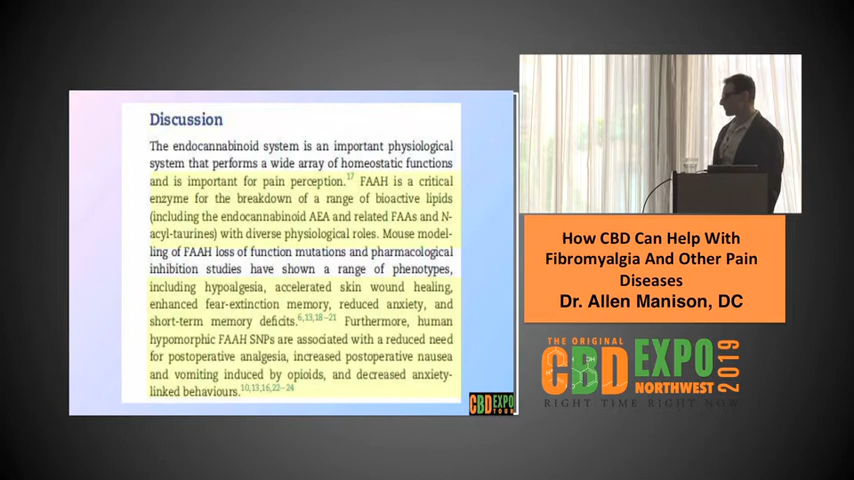 Discussion
The endocannabinoid system is an important physiological
system that performs a wide array of homeostatic functions
and is important for pain perception.17 FAAH is a critical
enzyme for the breakdown of a range of bioactive lipids
(including the endocannabinoid AEA and related FAAs and N-
acyl-taurines) with diverse physiological roles. Mouse model-
ling of FAAH loss of function mutations and pharmacological
inhibition studies have shown a range of phenotypes,
including hypoalgesia, accelerated skin wound healing,
enhanced fear-extinction memory, reduced anxiety, and
short-term memory deficits.6,13,18–21 Furthermore, human
hypomorphic FAAH SNPs are associated with a reduced need
for postoperative analgesia, increased postoperative nausea
and vomiting induced by opioids, and decreased anxiety-
linked behaviours.10,13,16,22–24
CBD EXPO
TOUR
How CBD Can Help With
Fibromyalgia And Other Pain
Diseases
Dr. Allen Manison, DC
THE ORIGINAL
CBD EXPO
NORTHWEST
2019
RIGHT TIME RIGHT NOW